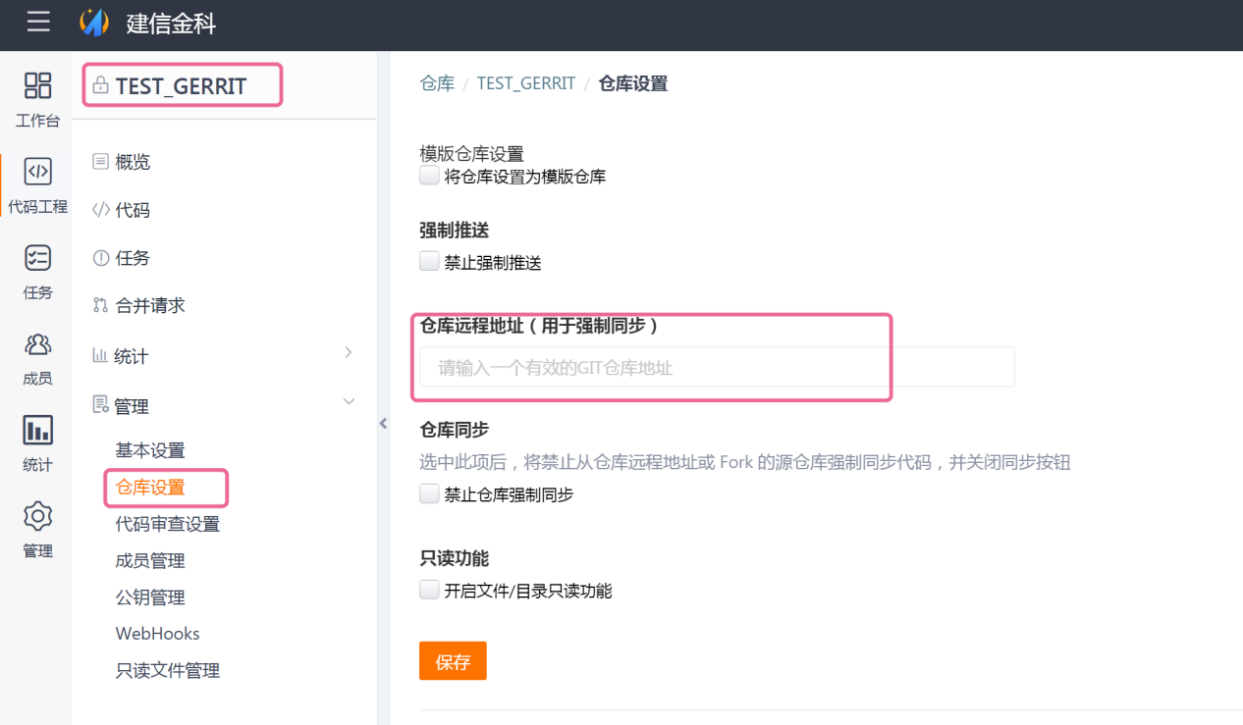 建信金科
工作台
代码工程
任务
成员
统计
管理
TEST_GERRIT
概览
</> 代码
任务
合并请求
统计
管理
基本设置
仓库设置
代码审查设置
成员管理
公钥管理
WebHooks
只读文件管理
仓库 / TEST_GERRIT / 仓库设置
模版仓库设置
将仓库设置为模版仓库
强制推送
禁止强制推送
仓库远程地址（用于强制同步）
请输入一个有效的GIT仓库地址
仓库同步
选中此项后，将禁止从仓库远程地址或 Fork 的源仓库强制同步代码，并关闭同步按钮
禁止仓库强制同步
只读功能
开启文件/目录只读功能
保存